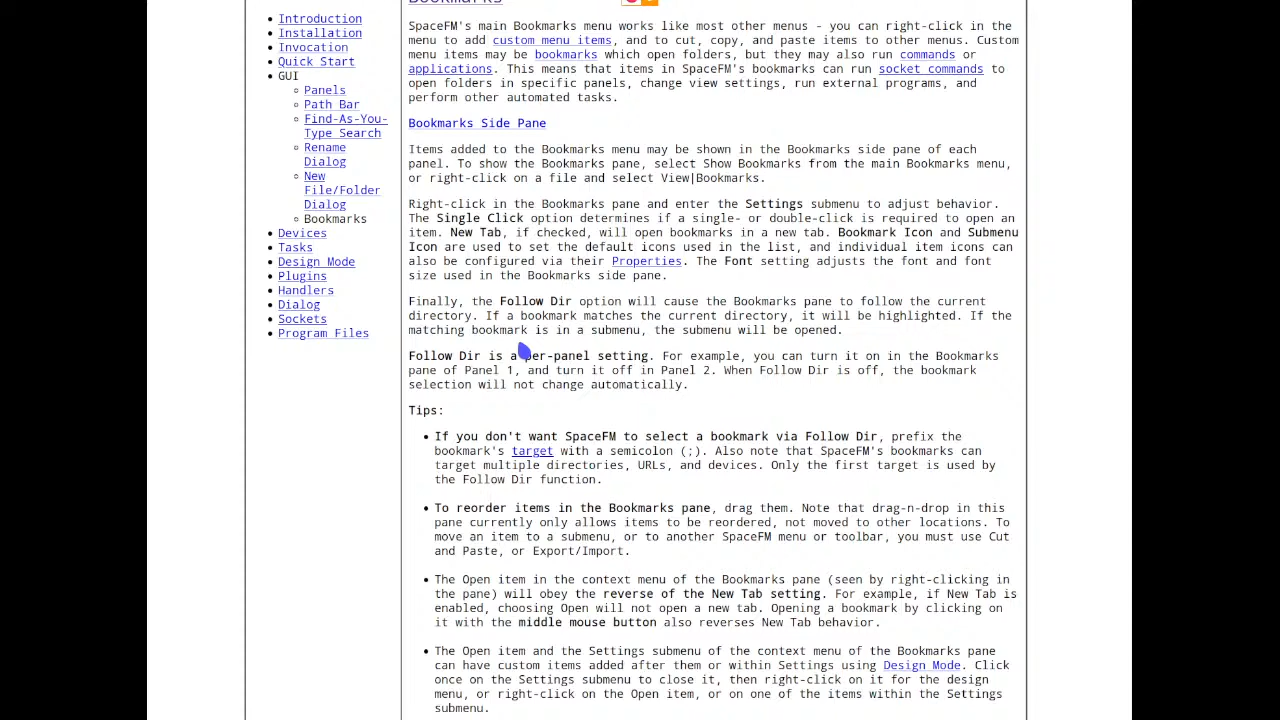 Bookmarks
• Introduction
• Installation
• Invocation
• Quick Start
• GUI
◦ Panels
◦ Path Bar
◦ Find-As-You-
Type Search
◦ Rename
Dialog
◦ New
File/Folder
Dialog
◦ Bookmarks
• Devices
• Tasks
• Design Mode
• Plugins
• Handlers
• Dialog
• Sockets
• Program Files
SpaceFM's main Bookmarks menu works like most other menus - you can right-click in the
menu to add custom menu items, and to cut, copy, and paste items to other menus. Custom
menu items may be bookmarks which open folders, but they may also run commands or
applications. This means that items in SpaceFM's bookmarks can run socket commands to
open folders in specific panels, change view settings, run external programs, and
perform other automated tasks.
Bookmarks Side Pane
Items added to the Bookmarks menu may be shown in the Bookmarks side pane of each
panel. To show the Bookmarks pane, select Show Bookmarks from the main Bookmarks menu,
or right-click on a file and select View|Bookmarks.
Right-click in the Bookmarks pane and enter the Settings submenu to adjust behavior.
The Single Click option determines if a single- or double-click is required to open an
item. New Tab, if checked, will open bookmarks in a new tab. Bookmark Icon and Submenu
Icon are used to set the default icons used in the list, and individual item icons can
also be configured via their Properties. The Font setting adjusts the font and font
size used in the Bookmarks side pane.
Finally, the Follow Dir option will cause the Bookmarks pane to follow the current
directory. If a bookmark matches the current directory, it will be highlighted. If the
matching bookmark is in a submenu, the submenu will be opened.
Follow Dir is a per-panel setting. For example, you can turn it on in the Bookmarks
pane of Panel 1, and turn it off in Panel 2. When Follow Dir is off, the bookmark
selection will not change automatically.
Tips:
• If you don't want SpaceFM to select a bookmark via Follow Dir, prefix the
bookmark's target with a semicolon (;). Also note that SpaceFM's bookmarks can
target multiple directories, URLs, and devices. Only the first target is used by
the Follow Dir function.
• To reorder items in the Bookmarks pane, drag them. Note that drag-n-drop in this
pane currently only allows items to be reordered, not moved to other locations. To
move an item to a submenu, or to another SpaceFM menu or toolbar, you must use Cut
and Paste, or Export/Import.
• The Open item in the context menu of the Bookmarks pane (seen by right-clicking in
the pane) will obey the reverse of the New Tab setting. For example, if New Tab is
enabled, choosing Open will not open a new tab. Opening a bookmark by clicking on
it with the middle mouse button also reverses New Tab behavior.
• The Open item and the Settings submenu of the context menu of the Bookmarks pane
can have custom items added after them or within Settings using Design Mode. Click
once on the Settings submenu to close it, then right-click on it for the design
menu, or right-click on the Open item, or on one of the items within the Settings
submenu.